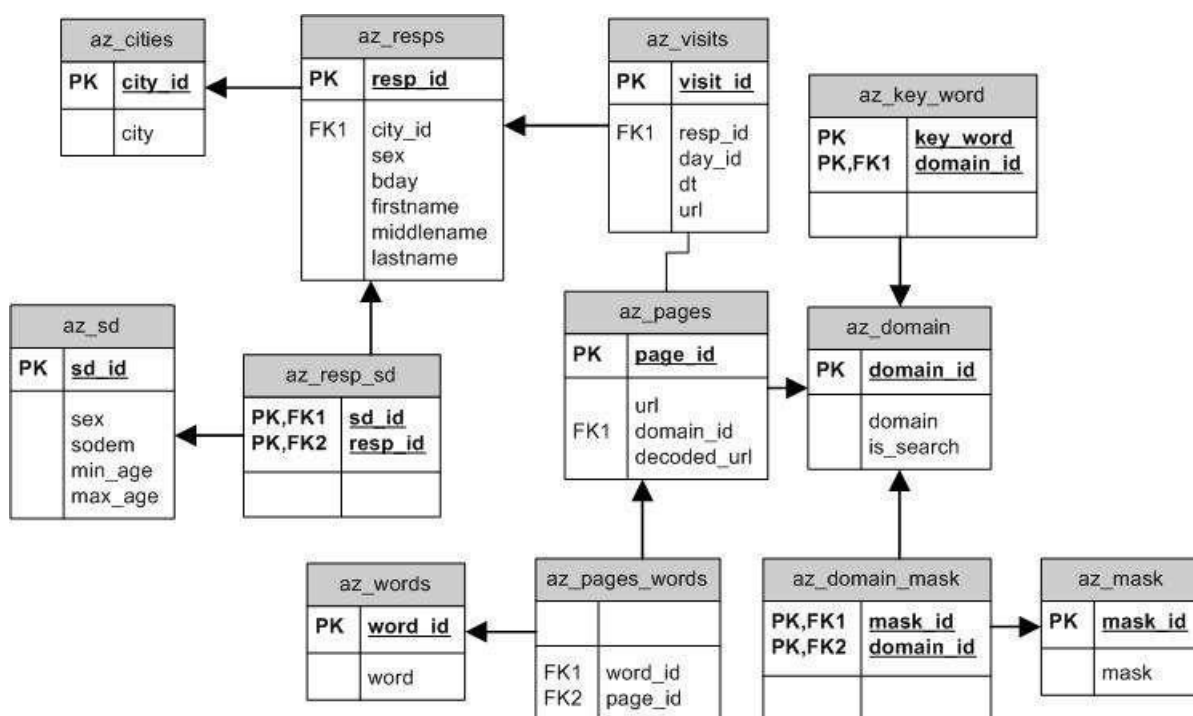 az_cities
PK city_id
city
az_resps
PK resp_id
FK1 city_id
sex
bday
firstname
middlename
lastname
az_visits
PK visit_id
FK1 resp_id
day_id
dt
url
az_key_word
PK key_word
PK,FK1 domain_id
az_sd
PK sd_id
sex
sodem
min_age
max_age
az_resp_sd
PK,FK1 sd_id
PK,FK2 resp_id
az_pages
PK page_id
url
FK1 domain_id
decoded_url
az_domain
PK domain_id
domain
is_search
az_words
PK word_id
word
az_pages_words
FK1 word_id
FK2 page_id
az_domain_mask
PK,FK1 mask_id
PK,FK2 domain_id
az_mask
PK mask_id
mask